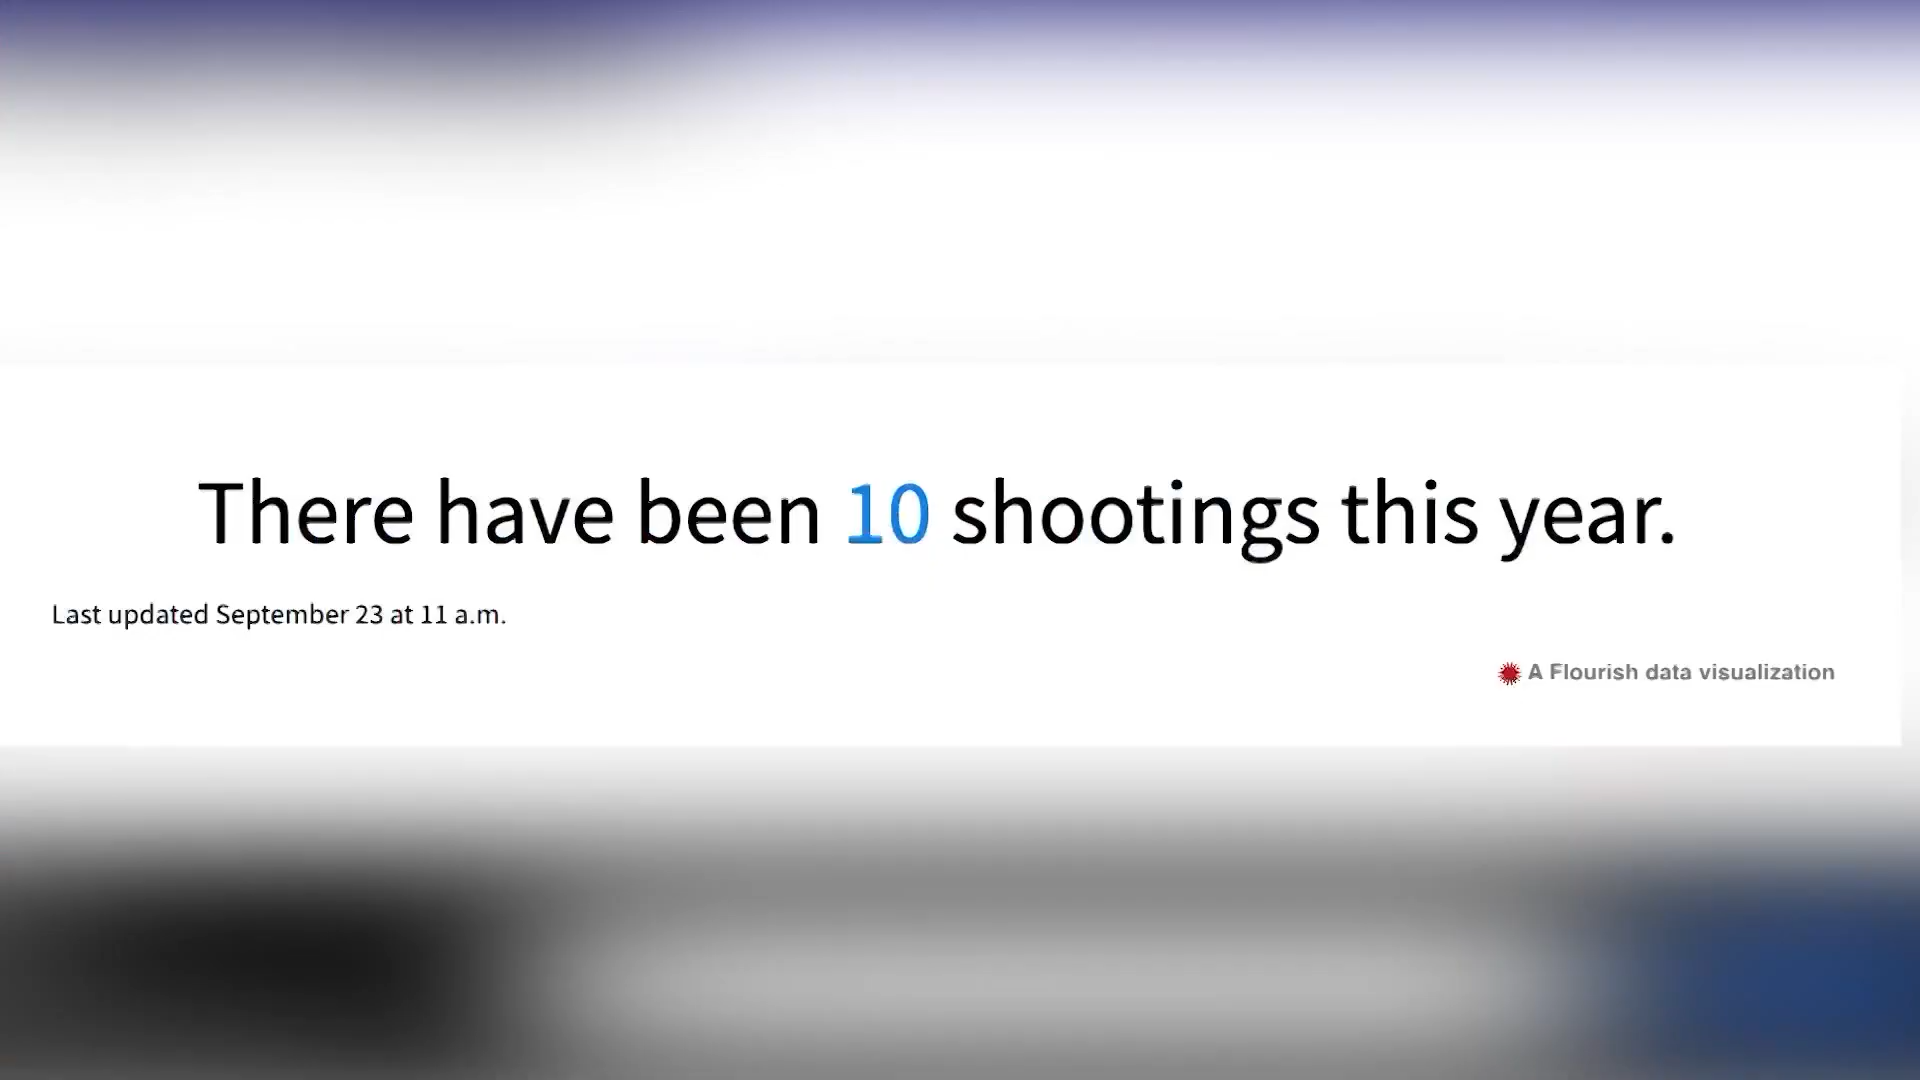 There have been 10 shootings this year.
Last updated September 23 at 11 a.m.
A Flourish data visualization